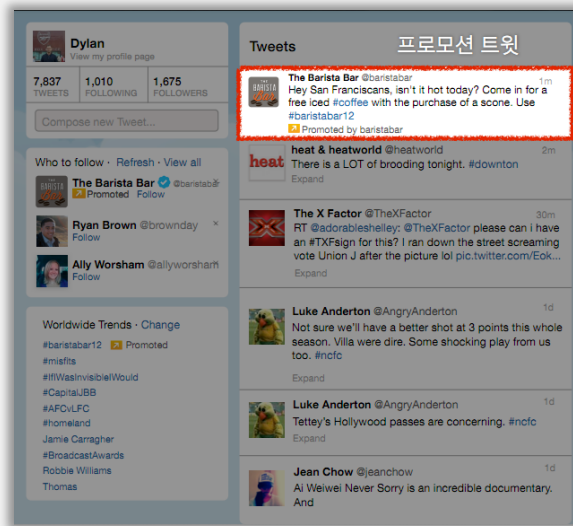 Dylan
View my profile page
7,837 1,010 1,675
TWEETS FOLLOWING FOLLOWERS
Compose new Tweet...
Who to follow · Refresh · View all
The Barista Bar @baristabar ×
Promoted Follow
Ryan Brown @brownday ×
Follow
Ally Worsham @allyworsham ×
Follow
Worldwide Trends · Change
#baristabar12 Promoted
#misfits
#IfIWasInvisibleIWould
#CapitalJBB
#AFCvLFC
#homeland
Jamie Carragher
#BroadcastAwards
Robbie Williams
Thomas
Tweets 프로모션 트윗
The Barista Bar @baristabar 1m
Hey San Franciscans, isn't it hot today? Come in for a
free iced #coffee with the purchase of a scone. Use
#baristabar12
Promoted by baristabar
heat
heat & heatworld @heatworld 2m
There is a LOT of brooding tonight. #downton
Expand
The X Factor @TheXFactor 30m
RT @adorableshelley: @TheXFactor please can i have
an #TXFsign for this? I ran down the street screaming
vote Union J after the picture lol pic.twitter.com/Eok...
Expand
Luke Anderton @AngryAnderton 1d
Not sure we'll have a better shot at 3 points this whole
season. Villa were dire. Some shocking play from us
too. #ncfc
Expand
Luke Anderton @AngryAnderton 1d
Tettey's Hollywood passes are concerning. #ncfc
Expand
Jean Chow @jeanchow 1d
Ai Weiwei Never Sorry is an incredible documentary.
And